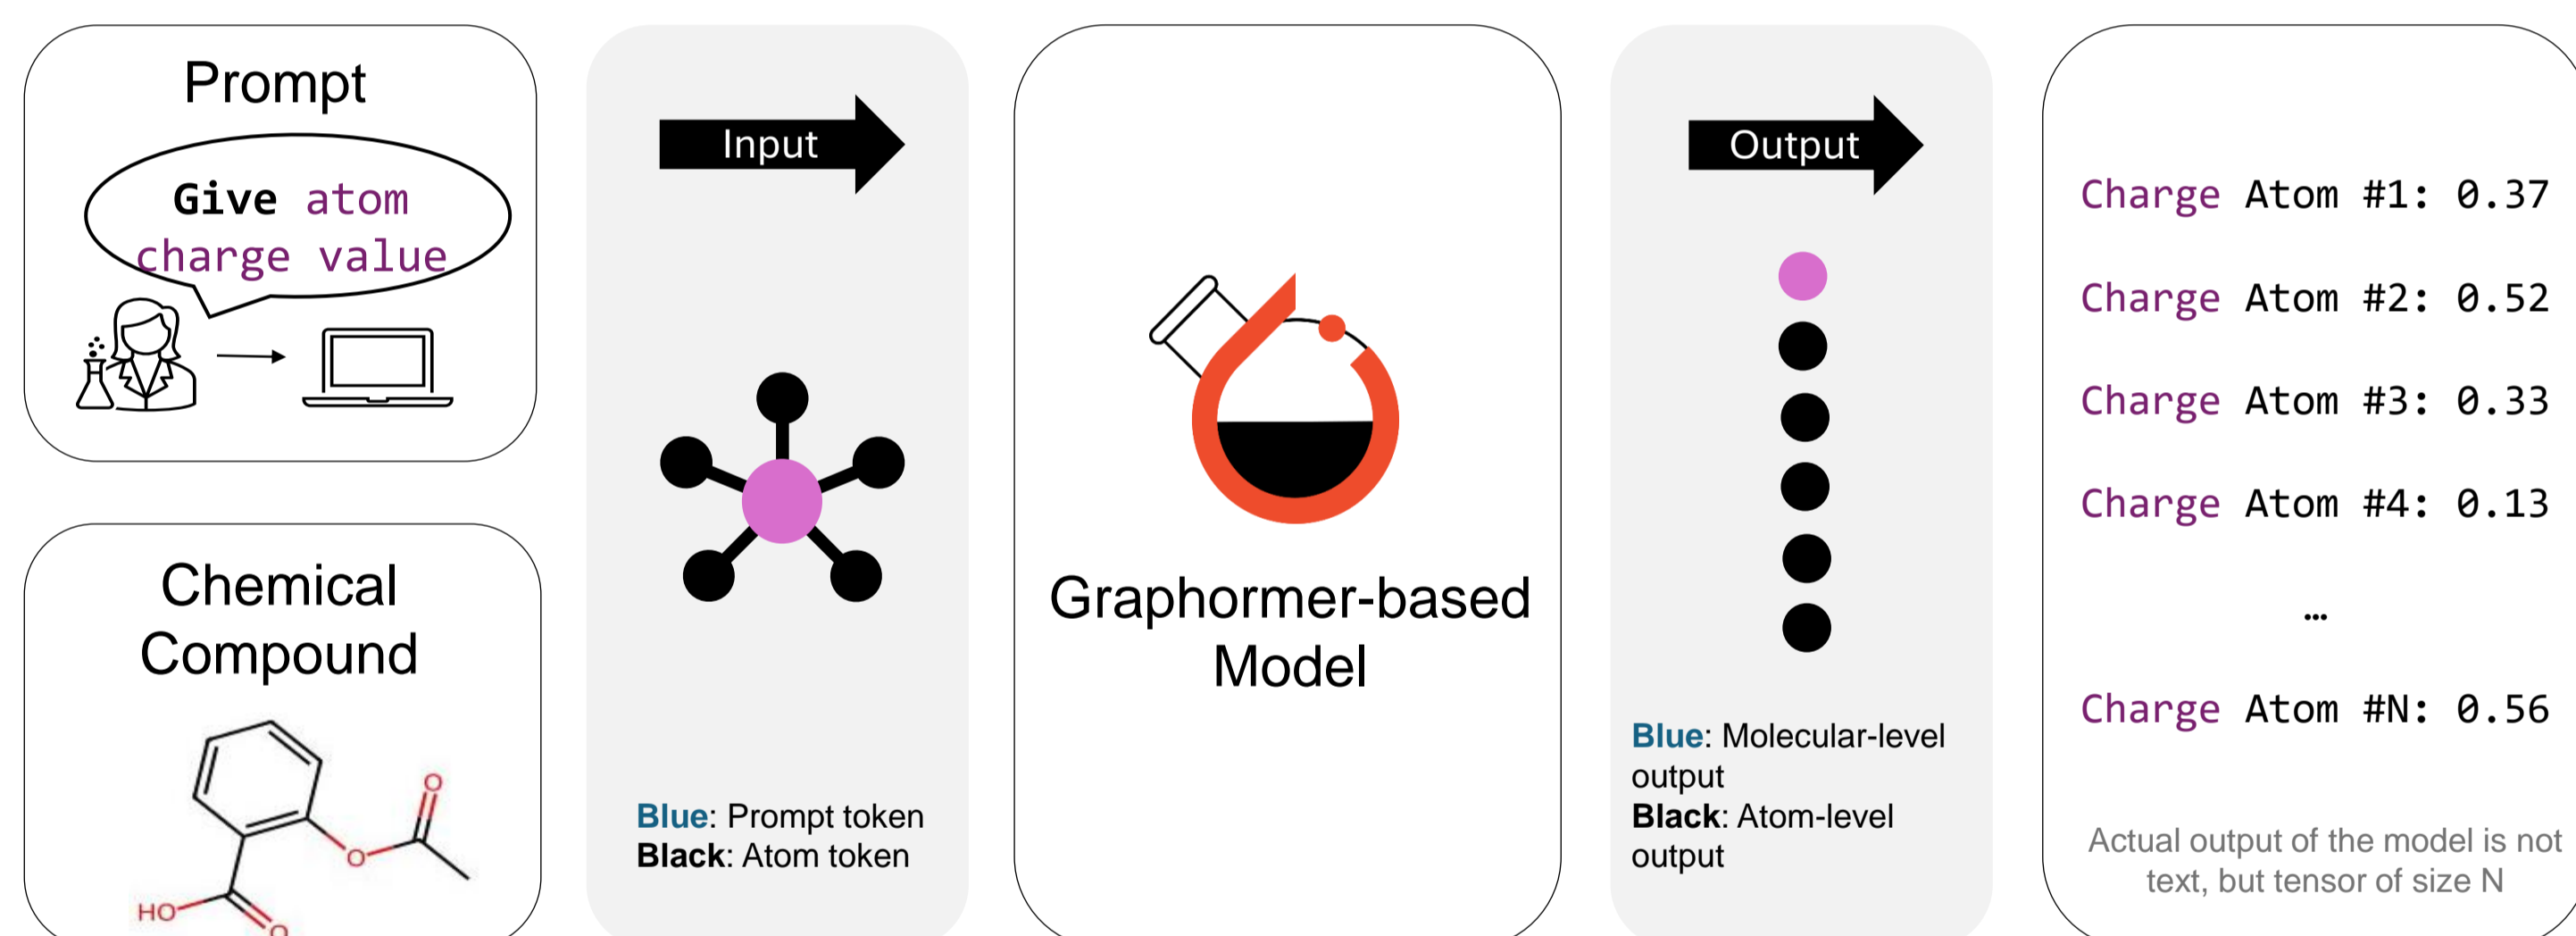 Prompt
Give atom
charge value
Chemical
Compound
O
O
HO
O
Input
Blue: Prompt token
Black: Atom token
Graphormer-based
Model
Output
Blue: Molecular-level
output
Black: Atom-level
output
Charge Atom #1: 0.37
Charge Atom #2: 0.52
Charge Atom #3: 0.33
Charge Atom #4: 0.13
…
Charge Atom #N: 0.56
Actual output of the model is not
text, but tensor of size N